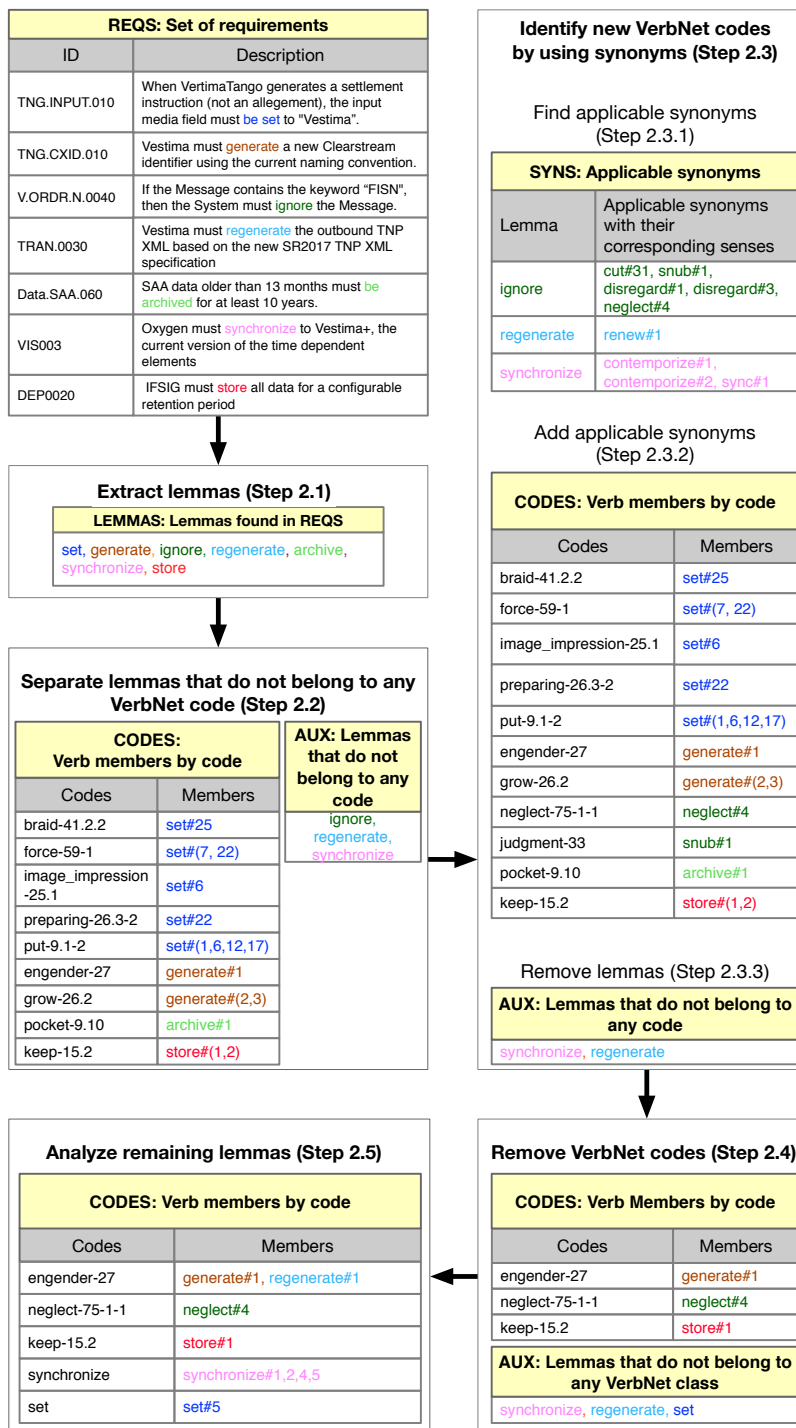 REQS: Set of requirements
ID Description
TNG.INPUT.010 When VertimaTango generates a settlement
instruction (not an allegement), the input
media field must be set to "Vestima”.
TNG.CXID.010 Vestima must generate a new Clearstream
identifier using the current naming convention.
V.ORDR.N.0040 If the Message contains the keyword “FISN",
then the System must ignore the Message.
TRAN.0030 Vestima must regenerate the outbound TNP
XML based on the new SR2017 TNP XML
specification
Data.SAA.060 SAA data older than 13 months must be
archived for at least 10 years.
VIS003 Oxygen must synchronize to Vestima+, the
current version of the time dependent
elements
DEP0020 IFSIG must store all data for a configurable
retention period
Extract lemmas (Step 2.1)
LEMMAS: Lemmas found in REQS
set, generate, ignore, regenerate, archive,
synchronize, store
Separate lemmas that do not belong to any
VerbNet code (Step 2.2)
CODES:
Verb members by code
Codes Members
braid-41.2.2 set#25
force-59-1 set#(7, 22)
image_impression
-25.1 set#6
preparing-26.3-2 set#22
put-9.1-2 set#(1,6,12,17)
engender-27 generate#1
grow-26.2 generate#(2,3)
pocket-9.10 archive#1
keep-15.2 store#(1,2)
AUX: Lemmas
that do not
belong to any
code
ignore,
regenerate,
synchronize
Identify new VerbNet codes
by using synonyms (Step 2.3)
Find applicable synonyms
(Step 2.3.1)
SYNS: Applicable synonyms
Lemma Applicable synonyms
with their
corresponding senses
ignore cut#31, snub#1,
disregard#1, disregard#3,
neglect#4
regenerate renew#1
synchronize contemporize#1,
contemporize#2, sync#1
Add applicable synonyms
(Step 2.3.2)
CODES: Verb members by code
Codes Members
braid-41.2.2 set#25
force-59-1 set#(7, 22)
image_impression-25.1 set#6
preparing-26.3-2 set#22
put-9.1-2 set#(1,6,12,17)
engender-27 generate#1
grow-26.2 generate#(2,3)
neglect-75-1-1 neglect#4
judgment-33 snub#1
pocket-9.10 archive#1
keep-15.2 store#(1,2)
Remove lemmas (Step 2.3.3)
AUX: Lemmas that do not belong to
any code
synchronize, regenerate
Remove VerbNet codes (Step 2.4)
CODES: Verb Members by code
Codes Members
engender-27 generate#1
neglect-75-1-1 neglect#4
keep-15.2 store#1
AUX: Lemmas that do not belong to
any VerbNet class
synchronize, regenerate, set
Analyze remaining lemmas (Step 2.5)
CODES: Verb members by code
Codes Members
engender-27 generate#1, regenerate#1
neglect-75-1-1 neglect#4
keep-15.2 store#1
synchronize synchronize#1,2,4,5
set set#5